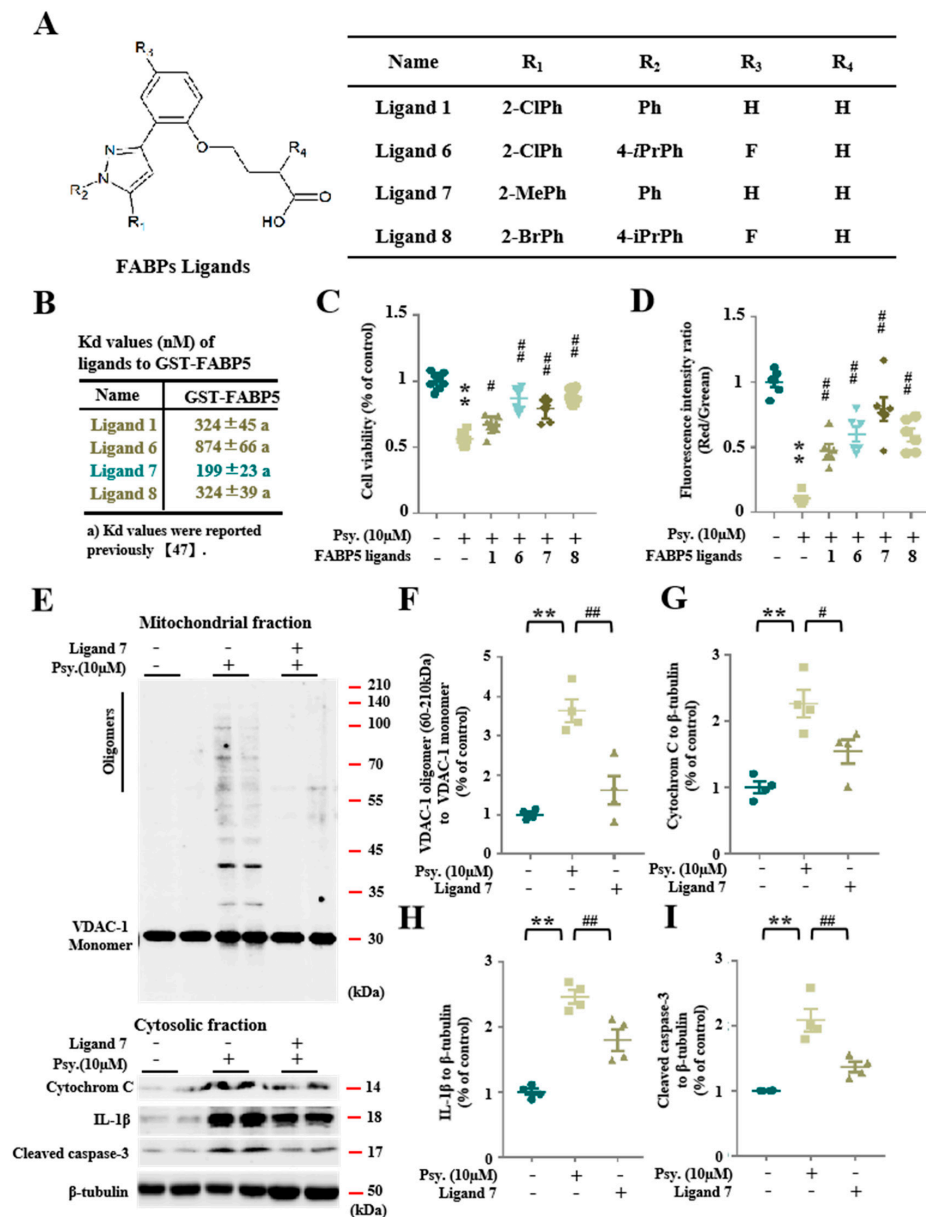 A
R3
N
N
R2
R1
O
R4
O
HO
FABPs Ligands
Name R1 R2 R3 R4
Ligand 1 2-ClPh Ph H H
Ligand 6 2-ClPh 4-iPrPh F H
Ligand 7 2-MePh Ph H H
Ligand 8 2-BrPh 4-iPrPh F H
B
Kd values (nM) of
ligands to GST-FABP5
Name GST-FABP5
Ligand 1 324 ±45 a
Ligand 6 874 ±66 a
Ligand 7 199 ±23 a
Ligand 8 324 ±39 a
a) Kd values were reported
previously 【47】.
C
Cell viability (% of control)
1.5
1
0.5
0
* *
#
# #
# #
# #
Psy. (10μM) - + + + + +
FABP5 ligands - - 1 6 7 8
D
Fluorescence intensity ratio
(Red/Greean)
1.5
1
0.5
0
* *
# #
# #
# #
# #
Psy. (10μM) - + + + + +
FABP5 ligands - - 1 6 7 8
E
Mitochondrial fraction
Ligand 7 - - +
Psy.(10μM) - + +
Oligomers
210
140
100
70
55
45
35
30
VDAC-1
Monomer
(kDa)
Cytosolic fraction
Ligand 7 - - +
Psy.(10μM) - + +
Cytochrom C 14
IL-1β 18
Cleaved caspase-3 17
β-tubulin 50
(kDa)
F
VDAC-1 oligomer (60-210kDa)
to VDAC-1 monomer
(% of control)
5
4
2
1
0
** ##
Psy. (10μM) - + +
Ligand 7 - - +
G
Cytochrom C to β-tubulin
(% of control)
3
2
1
0
** #
Psy. (10μM) - + +
Ligand 7 - - +
H
IL-1β to β-tubulin
(% of control)
3
2
1
0
** ##
Psy. (10μM) - + +
Ligand 7 - - +
I
Cleaved caspase-3
to β-tubulin
(% of control)
3
2
1
0
** ##
Psy. (10μM) - + +
Ligand 7 - - +